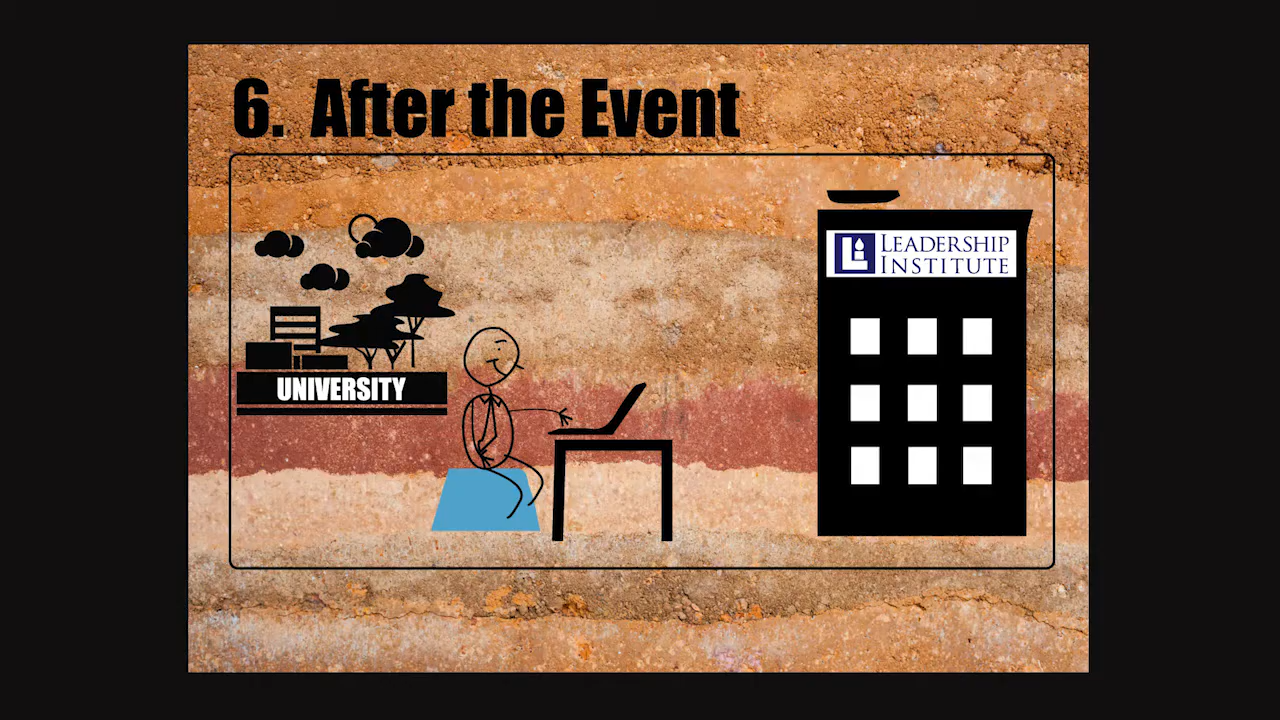 6. After the Event
UNIVERSITY
L
LEADERSHIP
INSTITUTE